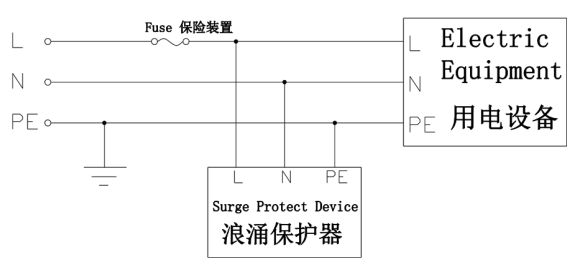 Fuse 保险装置
L
N
PE
L
N
PE
Electric
Equipment
用电设备
L N PE
Surge Protect Device
浪涌保护器